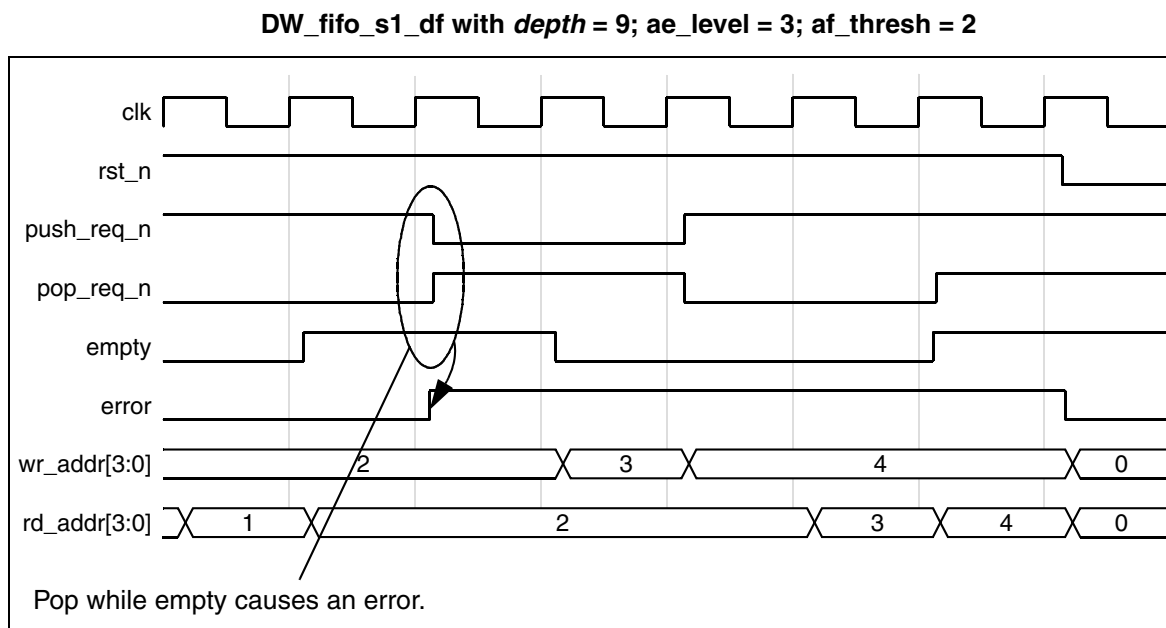 DW_fifo_s1_df with depth = 9; ae_level = 3; af_thresh = 2
clk
rst_n
push_req_n
pop_req_n
empty
error
wr_addr[3:0] 2 3 4 0
rd_addr[3:0] 1 2 3 4 0
Pop while empty causes an error.